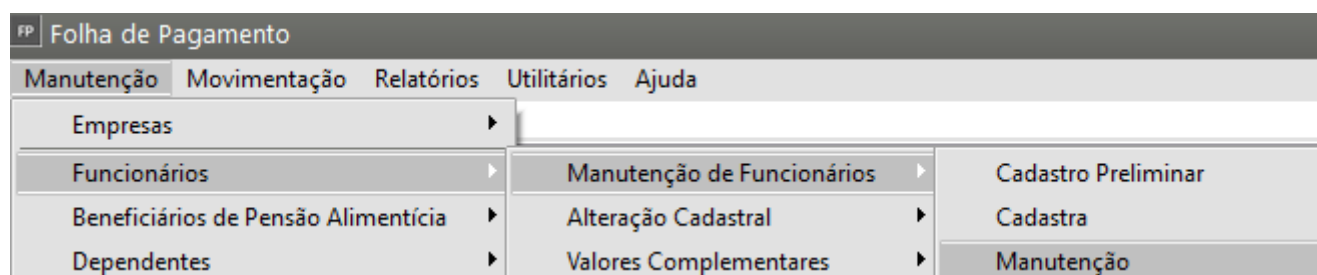 FP Folha de Pagamento
Manutenção Movimentação Relatórios Utilitários Ajuda
Empresas
Funcionários Manutenção de Funcionários Cadastro Preliminar
Beneficiários de Pensão Alimentícia Alteração Cadastral Cadastra
Dependentes Valores Complementares Manutenção